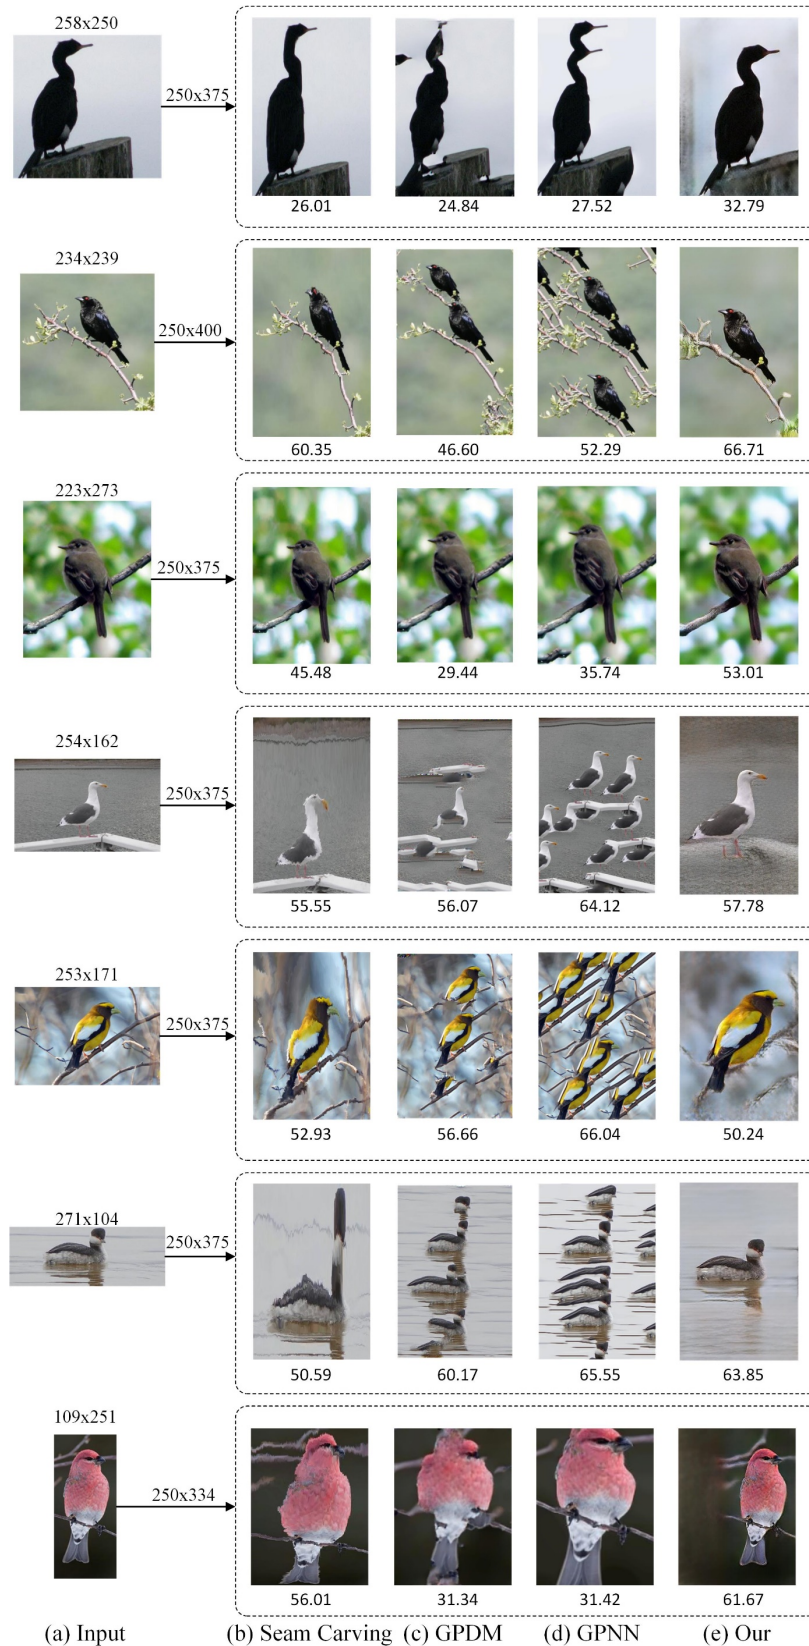 258x250
250x375
26.01 24.84 27.52 32.79
234x239
250x400
60.35 46.60 52.29 66.71
223x273
250x375
45.48 29.44 35.74 53.01
254x162
250x375
55.55 56.07 64.12 57.78
253x171
250x375
52.93 56.66 66.04 50.24
271x104
250x375
50.59 60.17 65.55 63.85
109x251
250x334
56.01 31.34 31.42 61.67
(a) Input (b) Seam Carving (c) GPDM (d) GPNN (e) Our